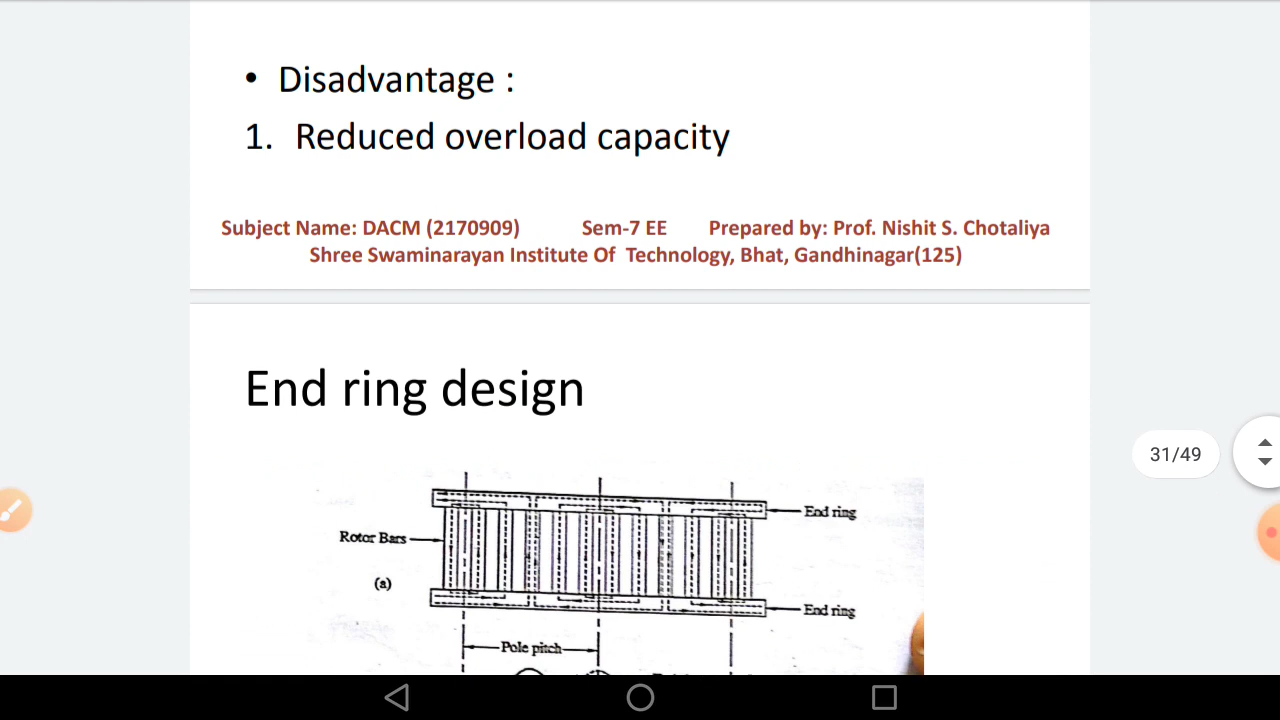 • Disadvantage :
1. Reduced overload capacity
Subject Name: DACM (2170909) Sem-7 EE Prepared by: Prof. Nishit S. Chotaliya
Shree Swaminarayan Institute Of Technology, Bhat, Gandhinagar(125)
End ring design
31/49
End ring
Rotor Bars
(a)
End ring
Pole pitch